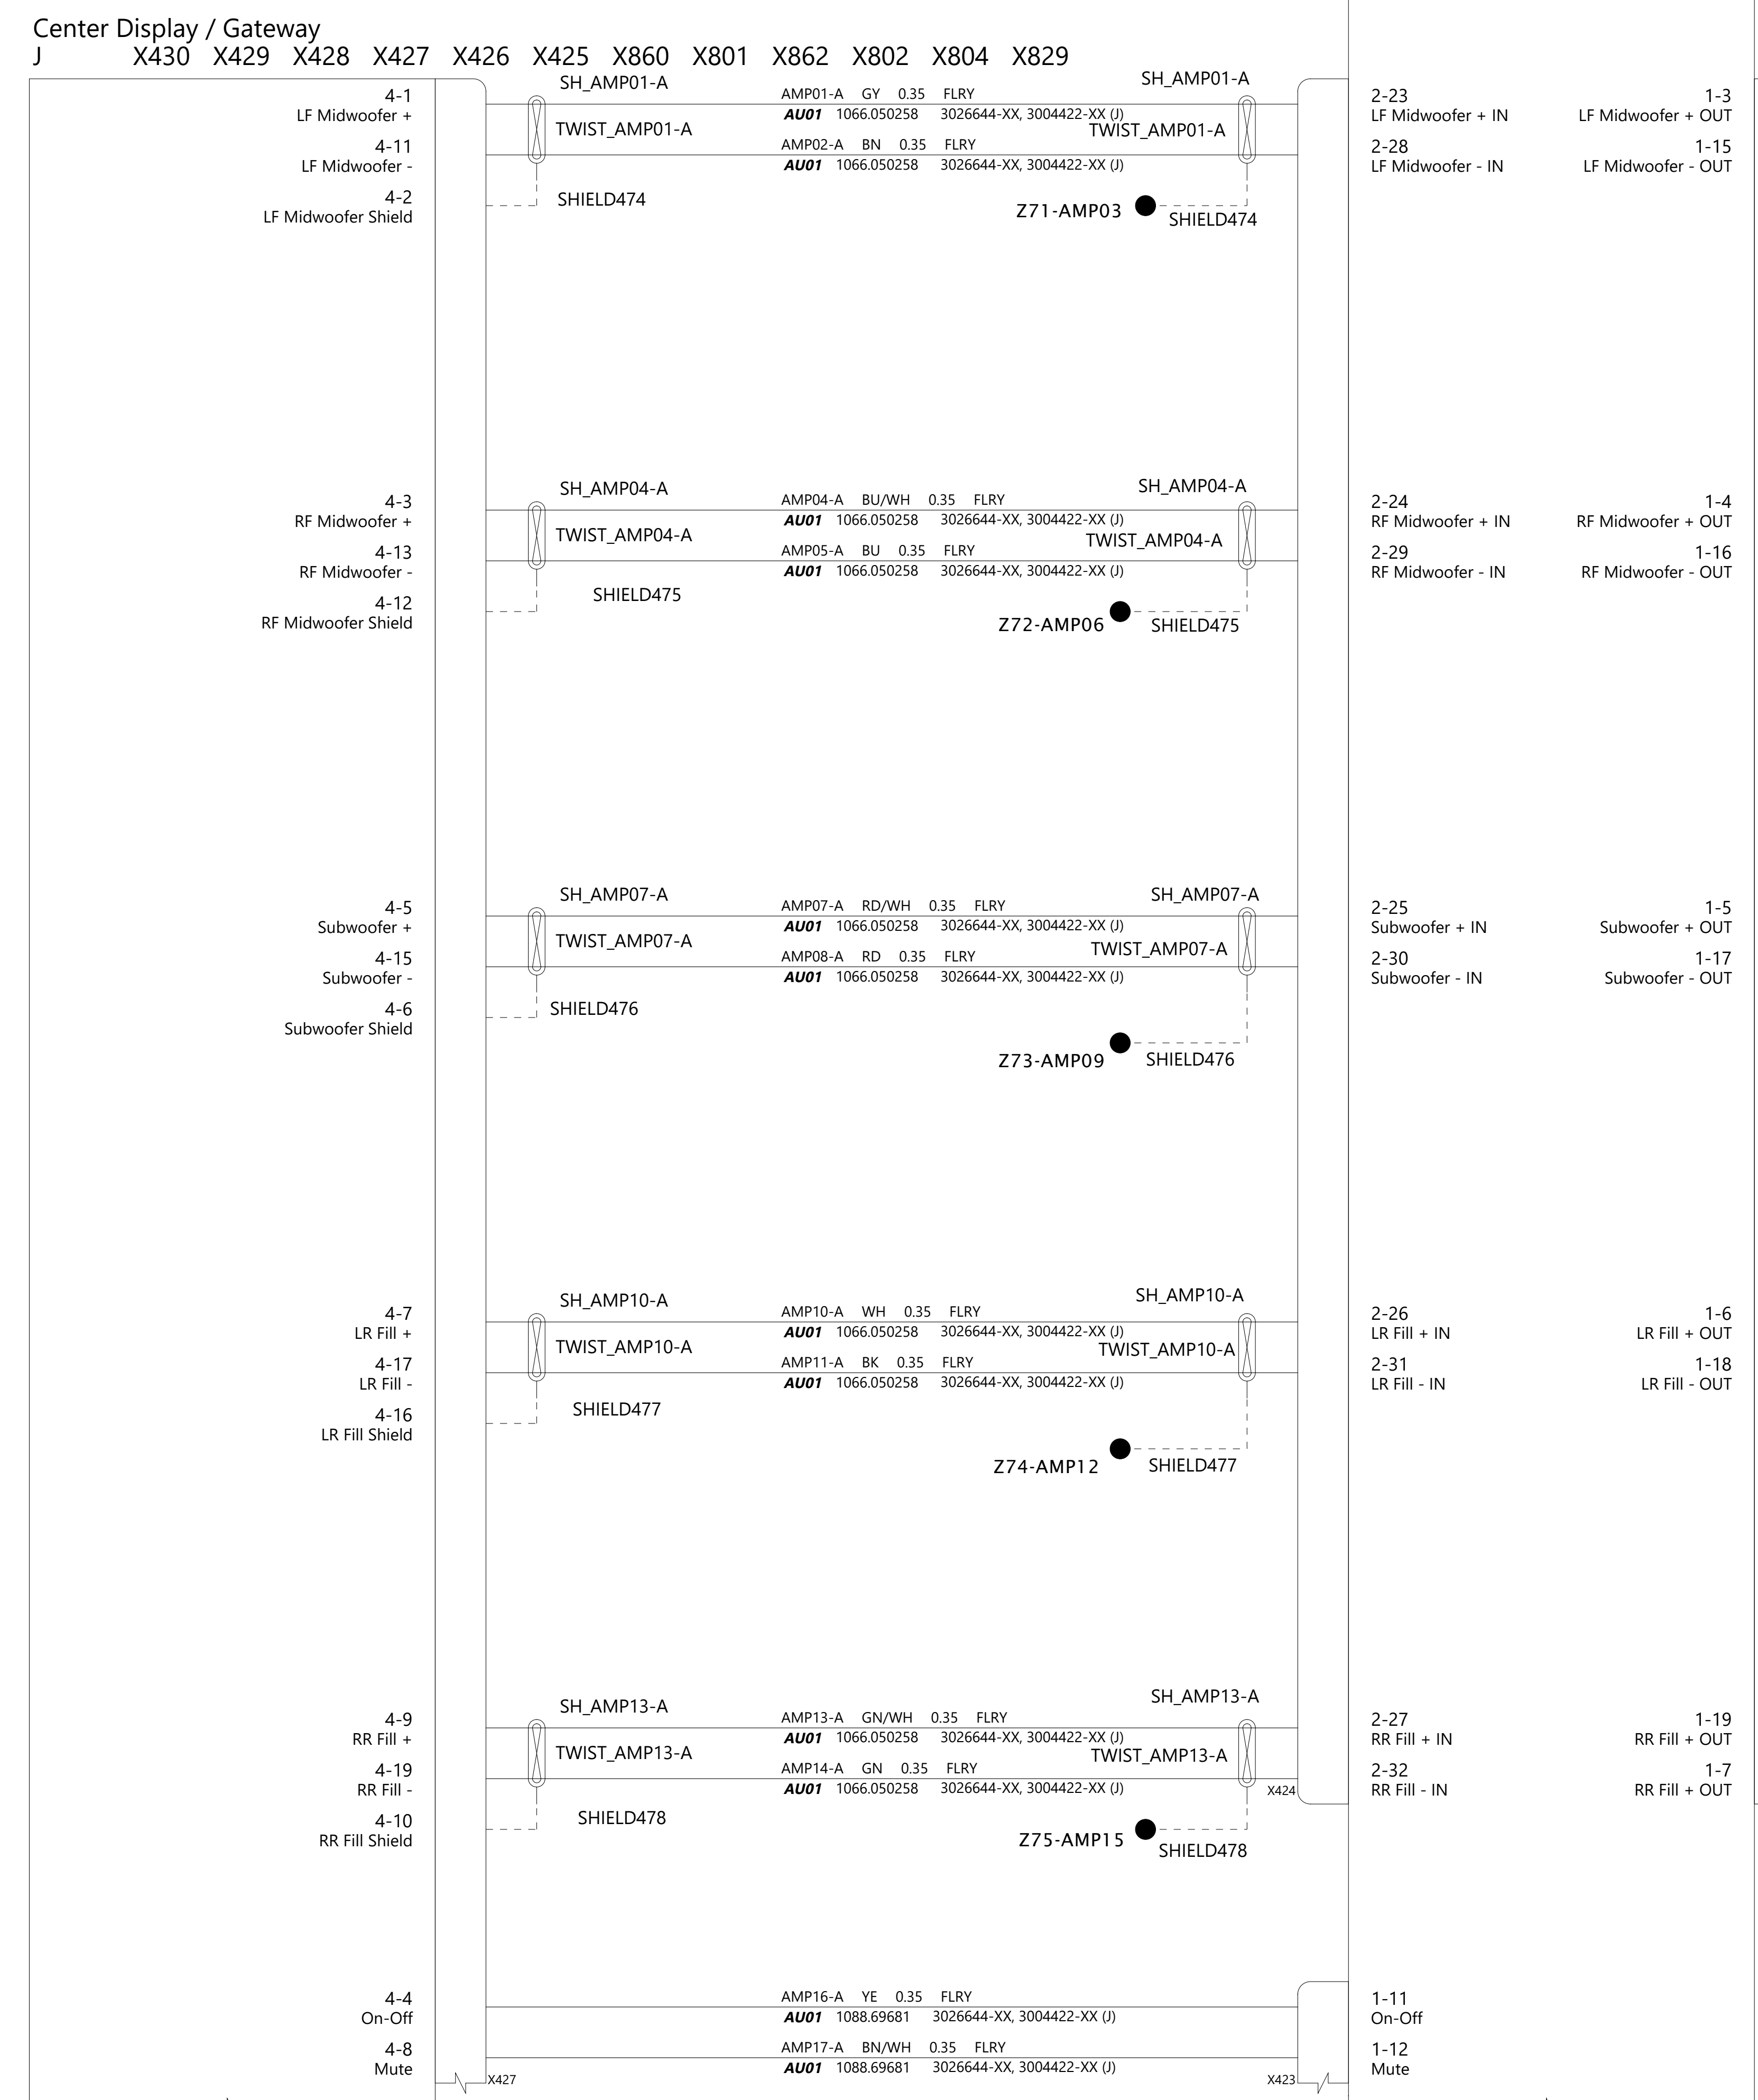 Center Display / Gateway
J X430 X429 X428 X427 X426 X425 X860 X801 X862 X802 X804 X829
SH_AMP01-A SH_AMP01-A
4-1 AMP01-A GY 0.35 FLRY 2-23 1-3
LF Midwoofer + AU01 1066.050258 3026644-XX, 3004422-XX (J) LF Midwoofer + IN LF Midwoofer + OUT
TWIST_AMP01-A TWIST_AMP01-A
4-11 AMP02-A BN 0.35 FLRY 2-28 1-15
LF Midwoofer - AU01 1066.050258 3026644-XX, 3004422-XX (J) LF Midwoofer - IN LF Midwoofer - OUT
4-2 SHIELD474
LF Midwoofer Shield Z71-AMP03 SHIELD474
SH_AMP04-A SH_AMP04-A
4-3 AMP04-A BU/WH 0.35 FLRY 2-24 1-4
RF Midwoofer + AU01 1066.050258 3026644-XX, 3004422-XX (J) RF Midwoofer + IN RF Midwoofer + OUT
TWIST_AMP04-A TWIST_AMP04-A
4-13 AMP05-A BU 0.35 FLRY 2-29 1-16
RF Midwoofer - AU01 1066.050258 3026644-XX, 3004422-XX (J) RF Midwoofer - IN RF Midwoofer - OUT
4-12 SHIELD475
RF Midwoofer Shield Z72-AMP06 SHIELD475
SH_AMP07-A SH_AMP07-A
4-5 AMP07-A RD/WH 0.35 FLRY 2-25 1-5
Subwoofer + AU01 1066.050258 3026644-XX, 3004422-XX (J) Subwoofer + IN Subwoofer + OUT
TWIST_AMP07-A TWIST_AMP07-A
4-15 AMP08-A RD 0.35 FLRY 2-30 1-17
Subwoofer - AU01 1066.050258 3026644-XX, 3004422-XX (J) Subwoofer - IN Subwoofer - OUT
4-6 SHIELD476
Subwoofer Shield
Z73-AMP09 SHIELD476
SH_AMP10-A SH_AMP10-A
4-7 AMP10-A WH 0.35 FLRY 2-26 1-6
LR Fill + AU01 1066.050258 3026644-XX, 3004422-XX (J) LR Fill + IN LR Fill + OUT
TWIST_AMP10-A TWIST_AMP10-A
4-17 AMP11-A BK 0.35 FLRY 2-31 1-18
LR Fill - AU01 1066.050258 3026644-XX, 3004422-XX (J) LR Fill - IN LR Fill - OUT
4-16 SHIELD477
LR Fill Shield
Z74-AMP12 SHIELD477
SH_AMP13-A SH_AMP13-A
4-9 AMP13-A GN/WH 0.35 FLRY 2-27 1-19
RR Fill + AU01 1066.050258 3026644-XX, 3004422-XX (J) RR Fill + IN RR Fill + OUT
TWIST_AMP13-A TWIST_AMP13-A
4-19 AMP14-A GN 0.35 FLRY 2-32 1-7
RR Fill - AU01 1066.050258 3026644-XX, 3004422-XX (J) X424 RR Fill - IN RR Fill + OUT
4-10 SHIELD478
RR Fill Shield Z75-AMP15 SHIELD478
4-4 AMP16-A YE 0.35 FLRY 1-11
On-Off AU01 1088.69681 3026644-XX, 3004422-XX (J) On-Off
4-8 AMP17-A BN/WH 0.35 FLRY 1-12
Mute AU01 1088.69681 3026644-XX, 3004422-XX (J) Mute
X427 X423